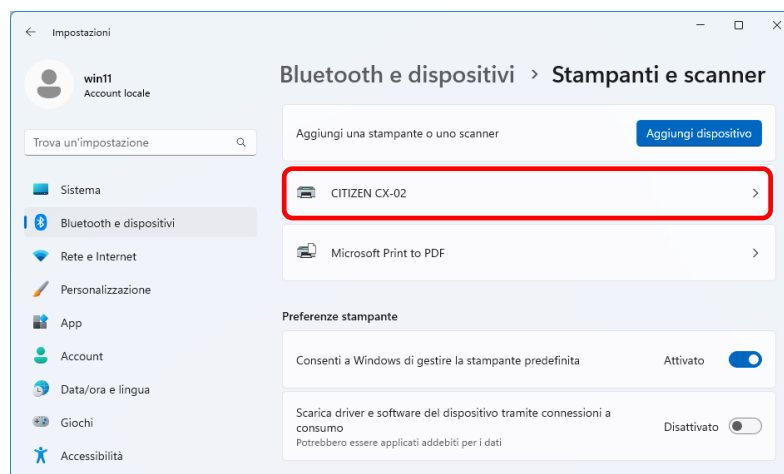 Impostazioni
win11
Account locale
Trova un'impostazione
Sistema
Bluetooth e dispositivi
Rete e Internet
Personalizzazione
App
Account
Data/ora e lingua
Giochi
Accessibilità
Bluetooth e dispositivi > Stampanti e scanner
Aggiungi una stampante o uno scanner
Aggiungi dispositivo
CITIZEN CX-02
Microsoft Print to PDF
Preferenze stampante
Consenti a Windows di gestire la stampante predefinita
Attivato
Scarica driver e software del dispositivo tramite connessioni a
consumo
Potrebbero essere applicati addebiti per i dati
Disattivato